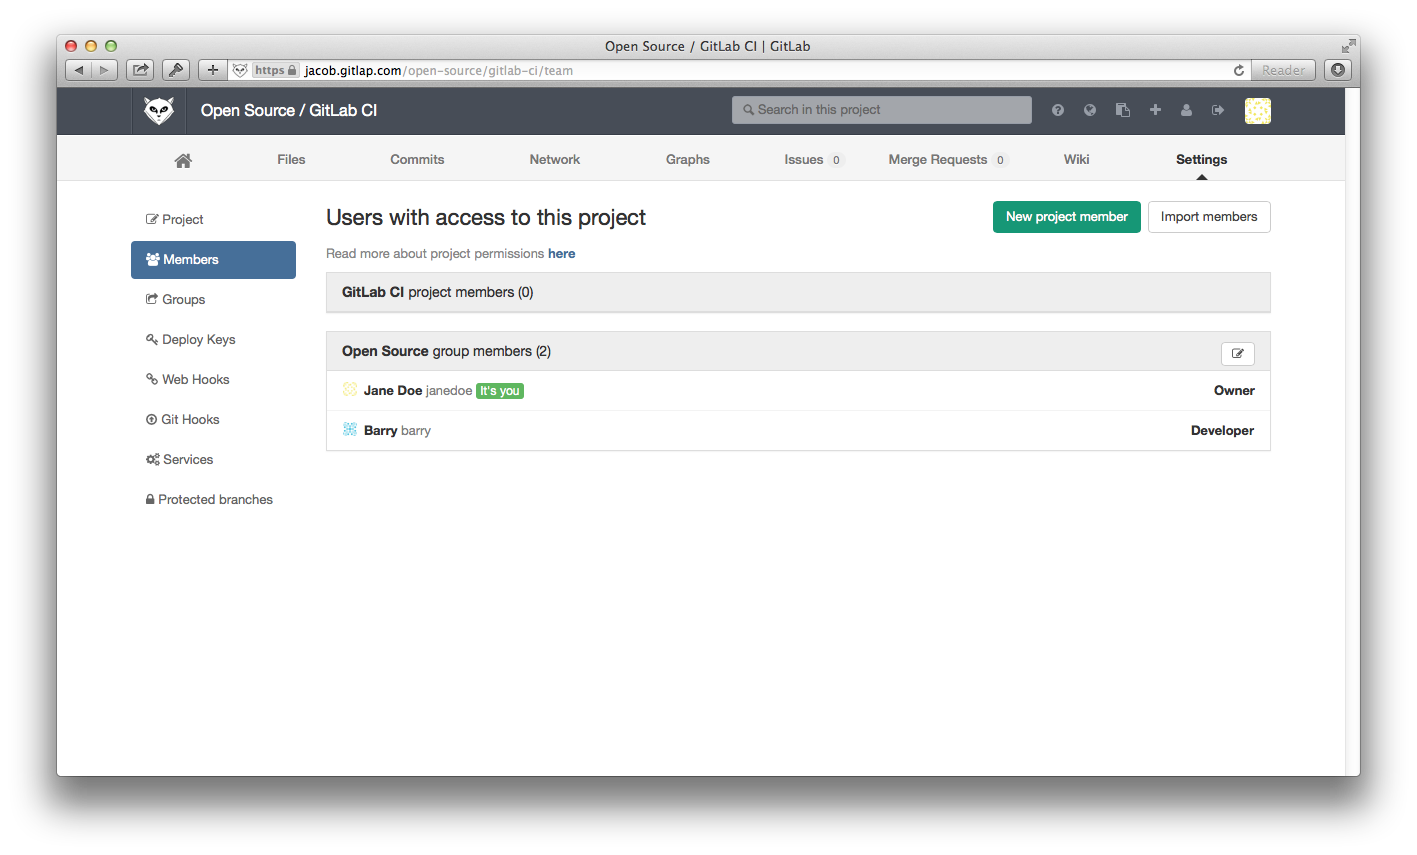 Open Source / GitLab CI | GitLab
https jacob.gitlap.com/open-source/gitlab-ci/team Reader
Open Source / GitLab CI Search in this project
Files Commits Network Graphs Issues 0 Merge Requests 0 Wiki Settings
Project
Members
Groups
Deploy Keys
Web Hooks
Git Hooks
Services
Protected branches
Users with access to this project New project member Import members
Read more about project permissions here
GitLab CI project members (0)
Open Source group members (2)
Jane Doe janedoe It's you Owner
Barry barry Developer